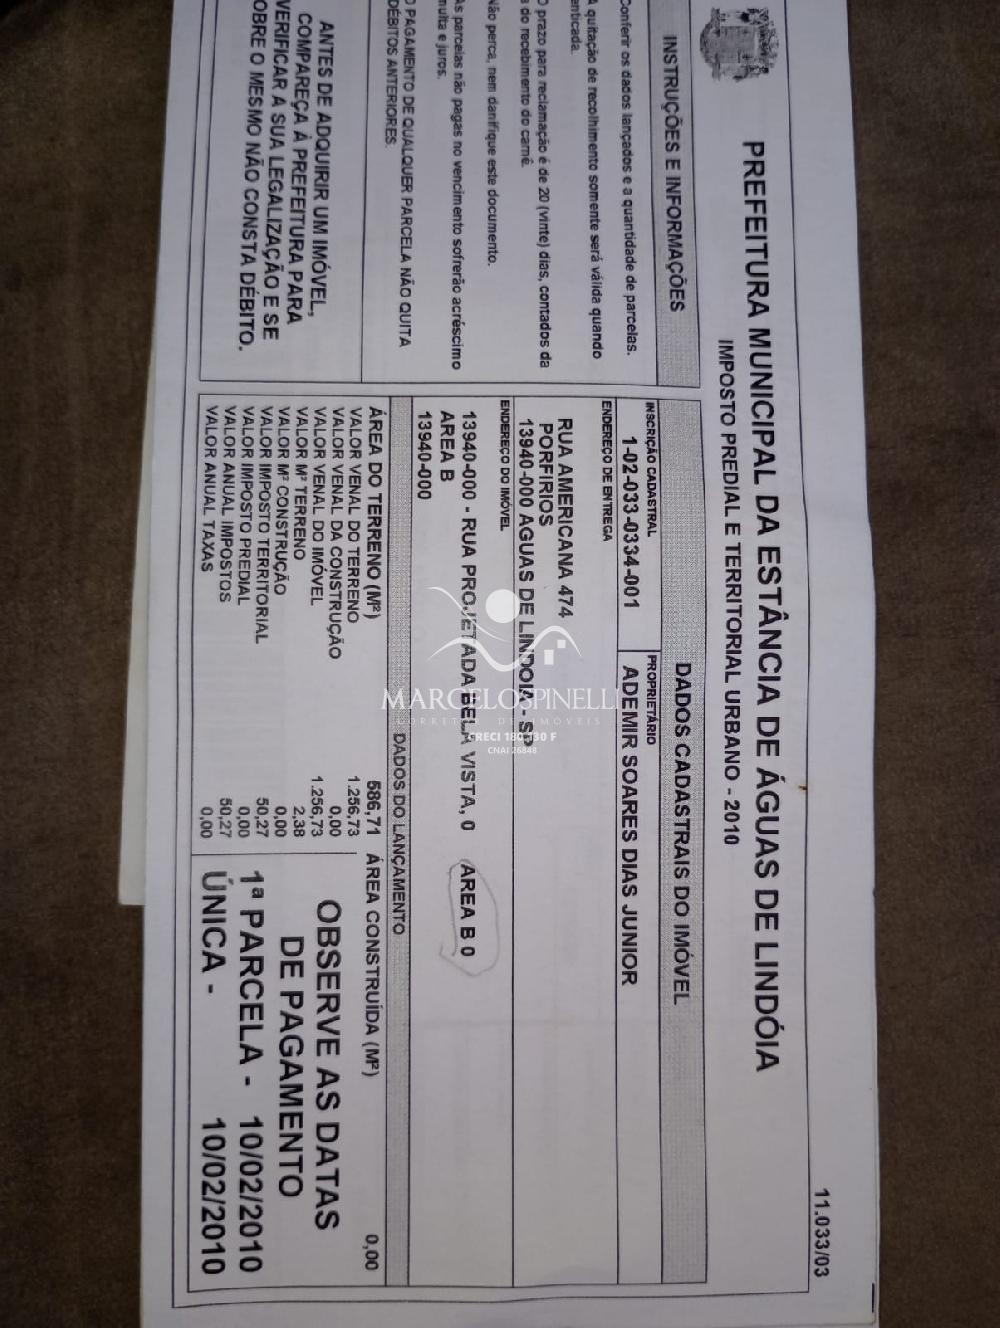 11.033/03
PREFEITURA MUNICIPAL DA ESTÂNCIA DE ÁGUAS DE LINDÓIA
IMPOSTO PREDIAL E TERRITORIAL URBANO - 2010
INSTRUÇÕES E INFORMAÇÕES
Conferir os dados lançados e a quantidade de parcelas.
A quitação de recolhimento somente será válida quando
enticada.
O prazo para reclamação é de 20 (vinte) dias, contados da
a do recebimento do carnê.
Não perca, nem danifique este documento.
As parcelas não pagas no vencimento sofrerão acréscimo
multa e juros.
O PAGAMENTO DE QUALQUER PARCELA NÃO QUITA
DÉBITOS ANTERIORES.
ANTES DE ADQUIRIR UM IMÓVEL,
COMPAREÇA À PREFEITURA PARA
VERIFICAR A SUA LEGALIZAÇÃO E SE
OBRE O MESMO NÃO CONSTA DÉBITO.
DADOS CADASTRAIS DO IMÓVEL
INSCRIÇÃO CADASTRAL
1-02-033-0334-001
PROPRIETÁRIO
ADEMIR SOARES DIAS JUNIOR
ENDEREÇO DE ENTREGA
RUA AMERICANA 474
PORFIRIOS
13940-000 AGUAS DE LINDOIA - SP
ENDEREÇO DO IMÓVEL
13940-000 - RUA PROJETADA BELA VISTA, 0 AREA B 0
AREA B
13940-000
DADOS DO LANÇAMENTO
ÁREA DO TERRENO (M²) 586,71 ÁREA CONSTRUÍDA (M²) 0,00
VALOR VENAL DO TERRENO 1.256,73
VALOR VENAL DA CONSTRUÇÃO 0,00
VALOR VENAL DO IMÓVEL 1.256,73
VALOR M² TERRENO 2,38
VALOR M² CONSTRUÇÃO 0,00
VALOR IMPOSTO TERRITORIAL 50,27
VALOR IMPOSTO PREDIAL 0,00
VALOR ANUAL IMPOSTOS 50,27
VALOR ANUAL TAXAS 0,00
OBSERVE AS DATAS
DE PAGAMENTO
1ª PARCELA - 10/02/2010
ÚNICA - 10/02/2010
MARCELOSPINELLI
CORRETOR DE IMÓVEIS
CNAI 26848